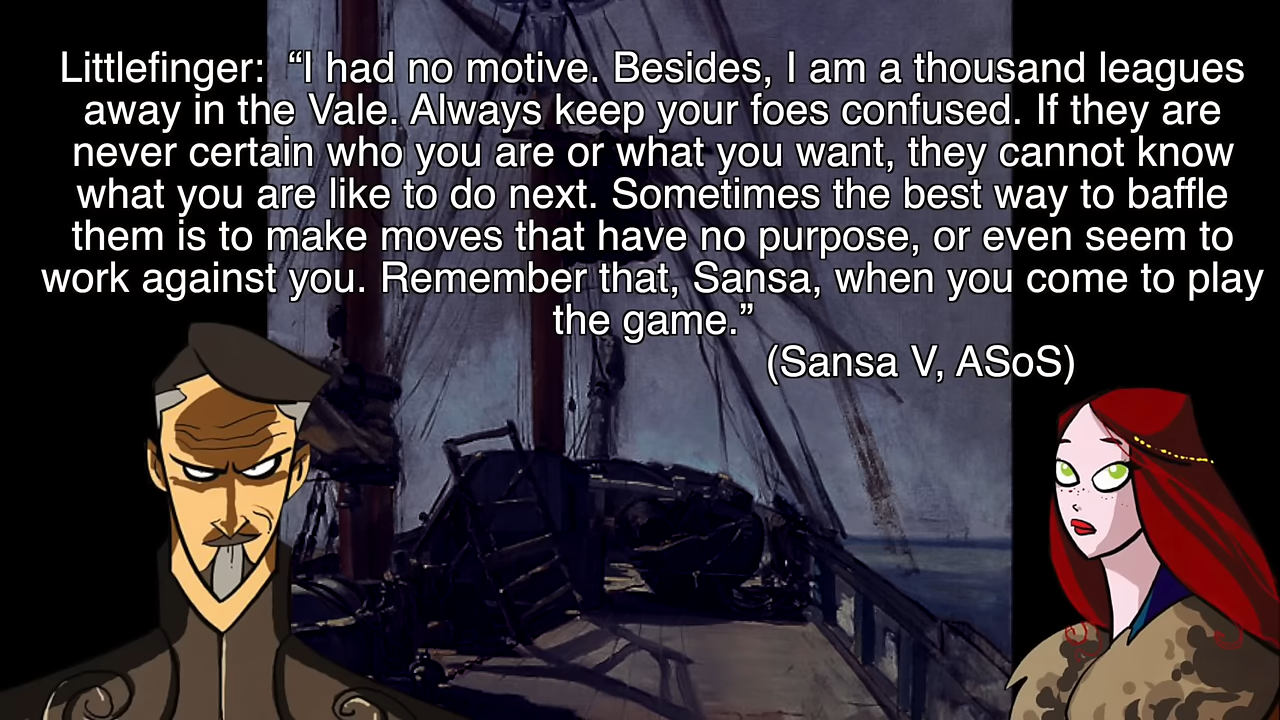 Littlefinger:  “I had no motive. Besides, I am a thousand leagues
away in the Vale. Always keep your foes confused. If they are
never certain who you are or what you want, they cannot know
what you are like to do next. Sometimes the best way to baffle
them is to make moves that have no purpose, or even seem to
work against you. Remember that, Sansa, when you come to play
the game.”
(Sansa V, ASoS)